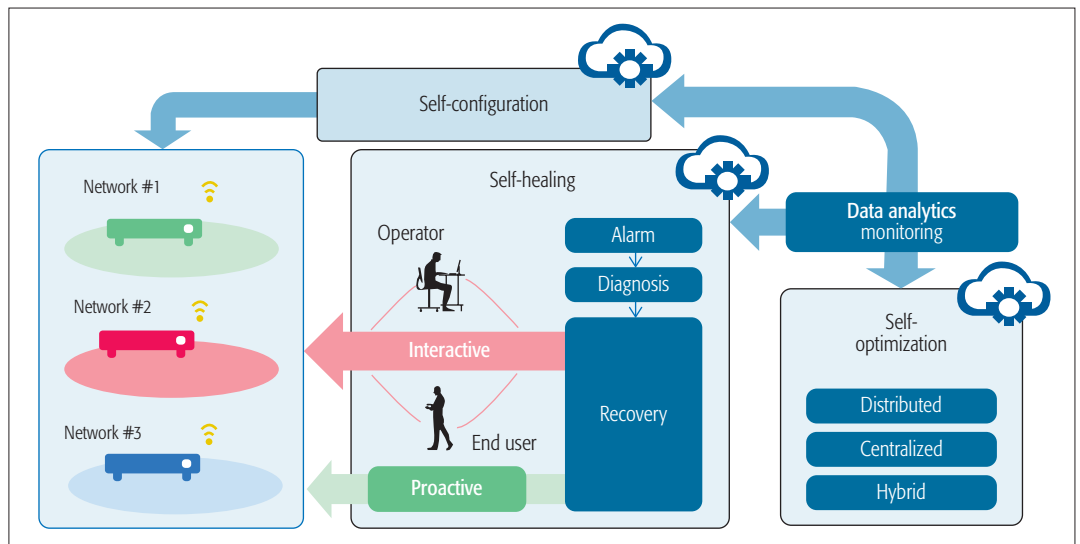 Self-configuration
Network #1
Network #2
Network #3
Self-healing
Operator
Interactive
End user
Proactive
Alarm
Diagnosis
Recovery
Data analytics
monitoring
Self-
optimization
Distributed
Centralized
Hybrid